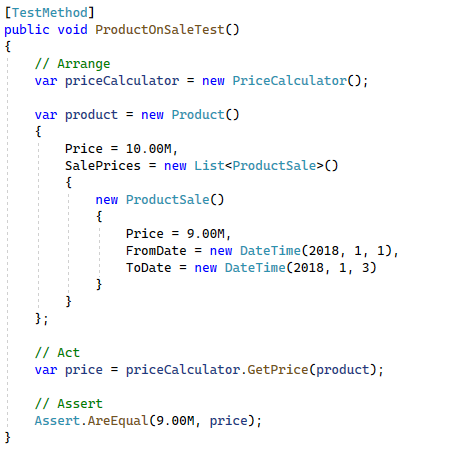 [TestMethod]
public void ProductOnSaleTest()
{
    // Arrange
    var priceCalculator = new PriceCalculator();

    var product = new Product()
    {
        Price = 10.00M,
        SalePrices = new List<ProductSale>()
        {
            new ProductSale()
            {
                Price = 9.00M,
                FromDate = new DateTime(2018, 1, 1),
                ToDate = new DateTime(2018, 1, 3)
            }
        }
    };

    // Act
    var price = priceCalculator.GetPrice(product);

    // Assert
    Assert.AreEqual(9.00M, price);
}